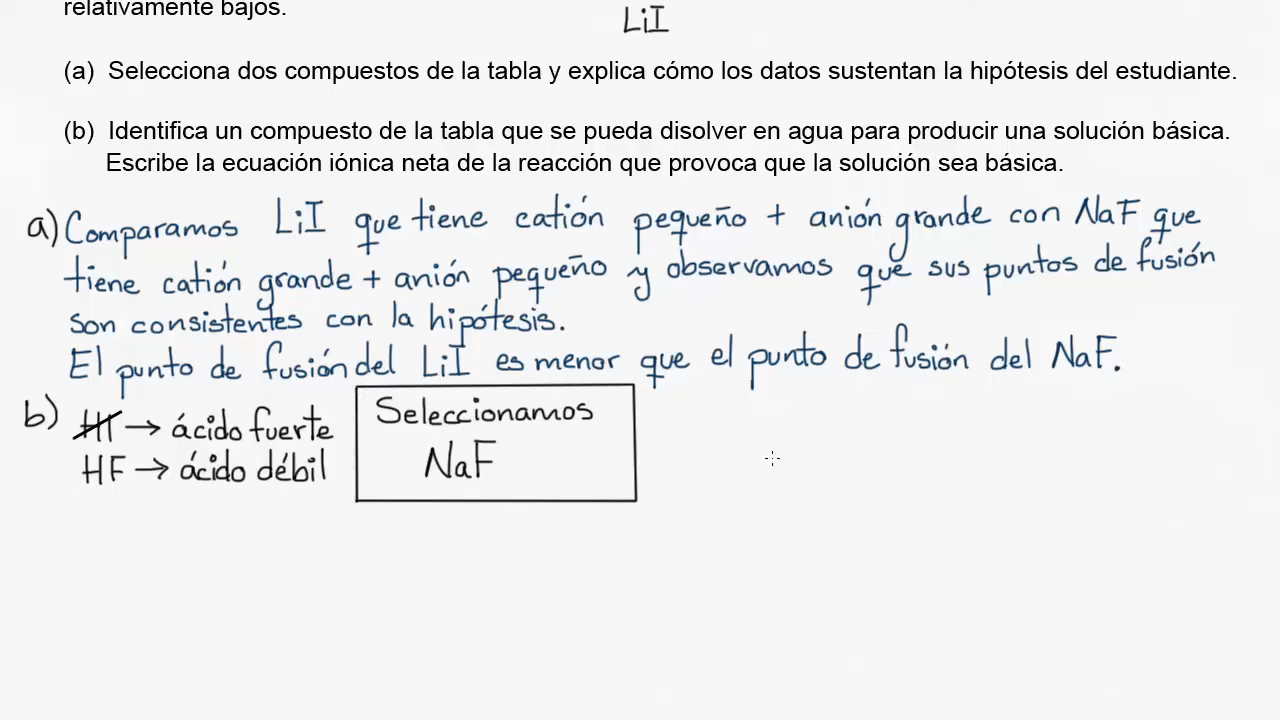 relativamente bajos.
LiI
(a) Selecciona dos compuestos de la tabla y explica cómo los datos sustentan la hipótesis del estudiante.
(b) Identifica un compuesto de la tabla que se pueda disolver en agua para producir una solución básica.
Escribe la ecuación iónica neta de la reacción que provoca que la solución sea básica.
a) Comparamos LiI que tiene catión pequeño + anión grande con NaF que
tiene catión grande + anión pequeño y observamos que sus puntos de fusión
son consistentes con la hipótesis.
El punto de fusión del LiI es menor que el punto de fusión del NaF.
b) HI → ácido fuerte
HF → ácido débil
Seleccionamos
NaF